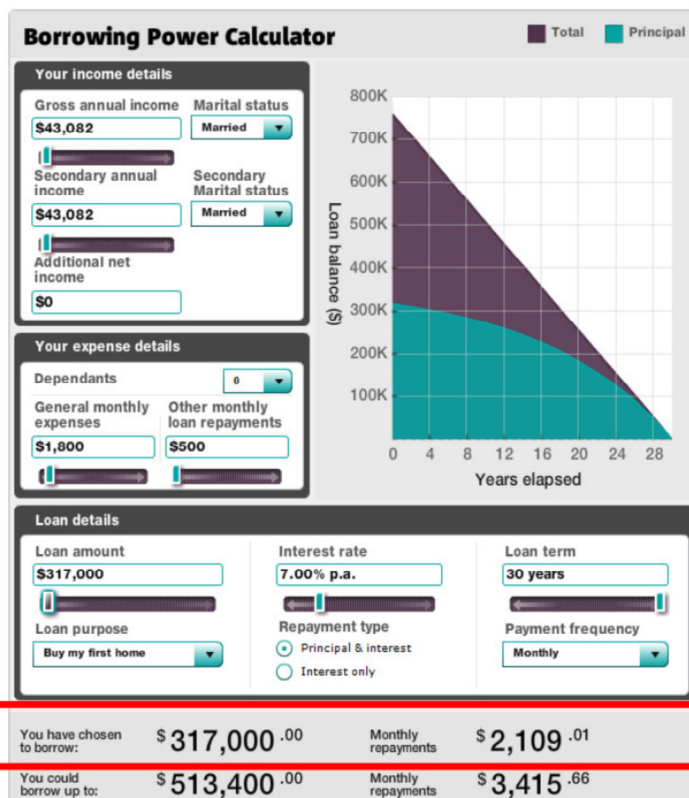 Borrowing Power Calculator
Total Principal
Your income details
Gross annual income Marital status
$43,082 Married
Secondary annual income Secondary Marital status
$43,082 Married
Additional net income
$0
Your expense details
Dependants 0
General monthly expenses Other monthly loan repayments
$1,800 $500
800K
700K
600K
500K
400K
300K
200K
100K
Loan balance ($)
0 4 8 12 16 20 24 28
Years elapsed
Loan details
Loan amount Interest rate Loan term
$317,000 7.00% p.a. 30 years
Loan purpose Repayment type Payment frequency
Buy my first home Principal & interest Monthly
Interest only
You have chosen to borrow: $317,000.00 Monthly repayments $2,109.01
You could borrow up to: $513,400.00 Monthly repayments $3,415.66